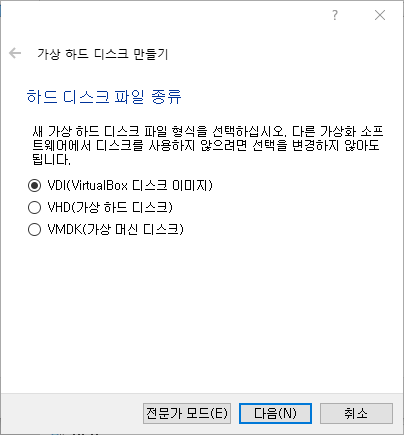 ?
가상 하드 디스크 만들기
하드 디스크 파일 종류
새 가상 하드 디스크 파일 형식을 선택하십시오. 다른 가상화 소프
트웨어에서 디스크를 사용하지 않으려면 선택을 변경하지 않아도
됩니다.
VDI(VirtualBox 디스크 이미지)
VHD(가상 하드 디스크)
VMDK(가상 머신 디스크)
전문가 모드(E) 다음(N) 취소